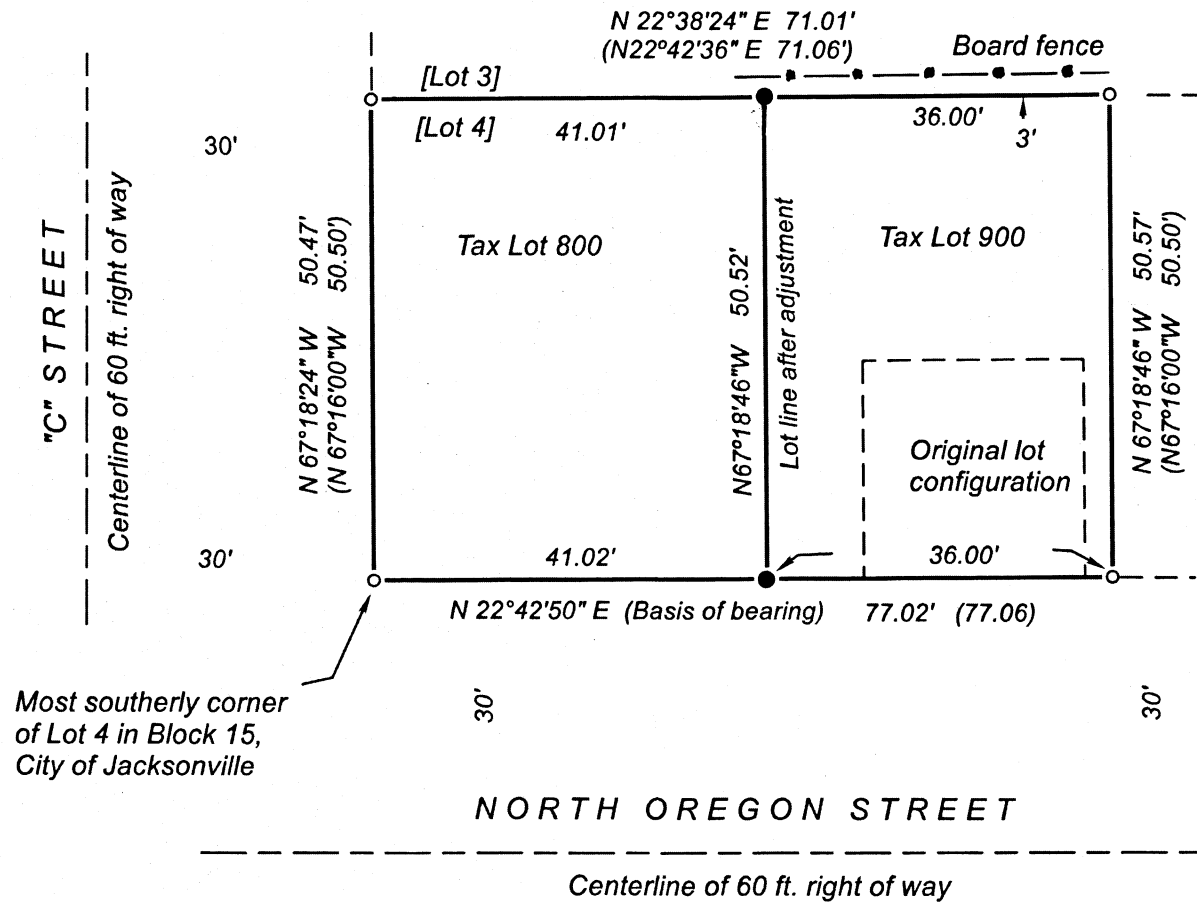 N 22°38'24" E 71.01'
(N22º42'36" E 71.06')
Board fence
[Lot 3]
[Lot 4]
41.01'
36.00'
3'
30'
"C" STREET
Centerline of 60 ft. right of way
N 67°18'24" W 50.47'
(N 67°16'00"W 50.50')
Tax Lot 800
Tax Lot 900
N67º18'46"W 50.52'
Lot line after adjustment
N 67°18'46" W 50.57'
(N67°16'00"W 50.50')
Original lot
configuration
30'
41.02'
36.00'
N 22°42'50" E (Basis of bearing) 77.02' (77.06)
Most southerly corner
of Lot 4 in Block 15,
City of Jacksonville
30'
30'
NORTH OREGON STREET
Centerline of 60 ft. right of way